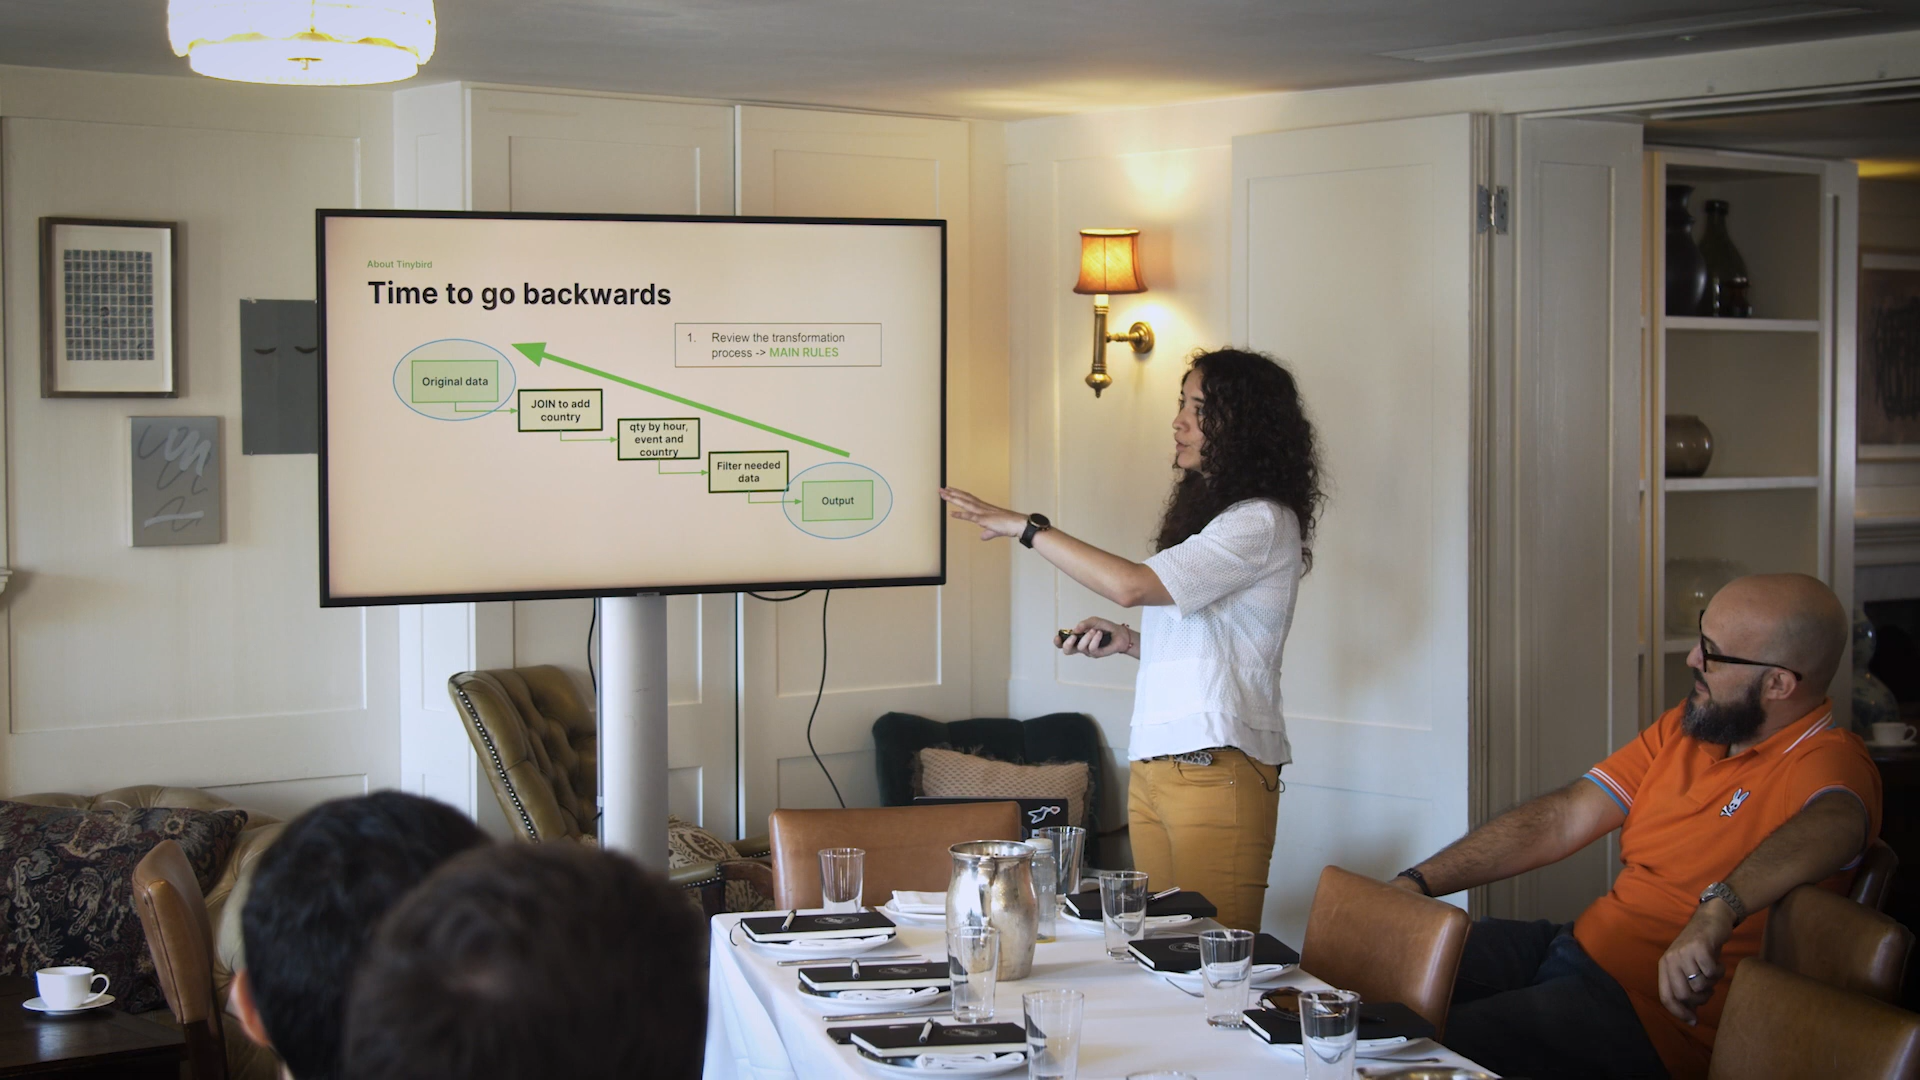 About Tinybird
Time to go backwards
1. Review the transformation
process -> MAIN RULES
Original data
JOIN to add
country
qty by hour,
event and
country
Filter needed
data
Output